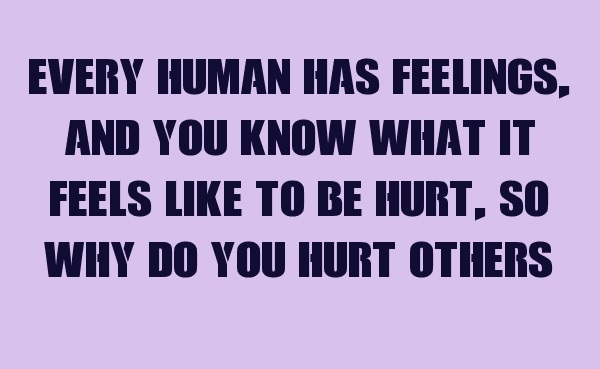 EVERY HUMAN HAS FEELINGS,
AND YOU KNOW WHAT IT
FEELS LIKE TO BE HURT, SO
WHY DO YOU HURT OTHERS